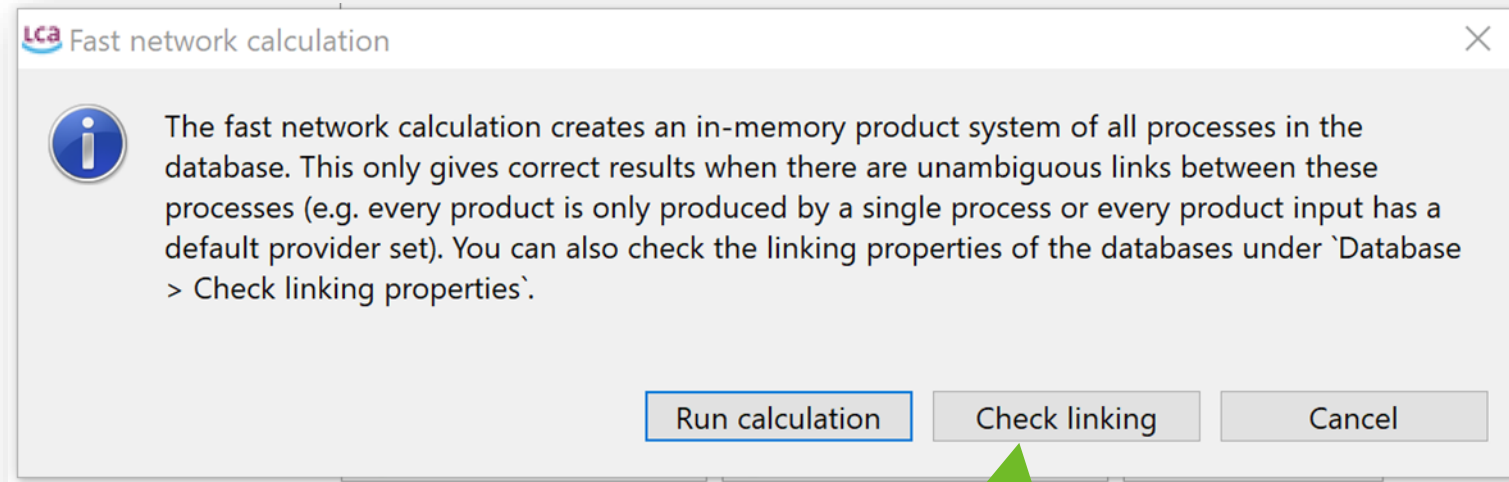 LCA Fast network calculation
The fast network calculation creates an in-memory product system of all processes in the
database. This only gives correct results when there are unambiguous links between these
processes (e.g. every product is only produced by a single process or every product input has a
default provider set). You can also check the linking properties of the databases under `Database
> Check linking properties`.
Run calculation Check linking Cancel